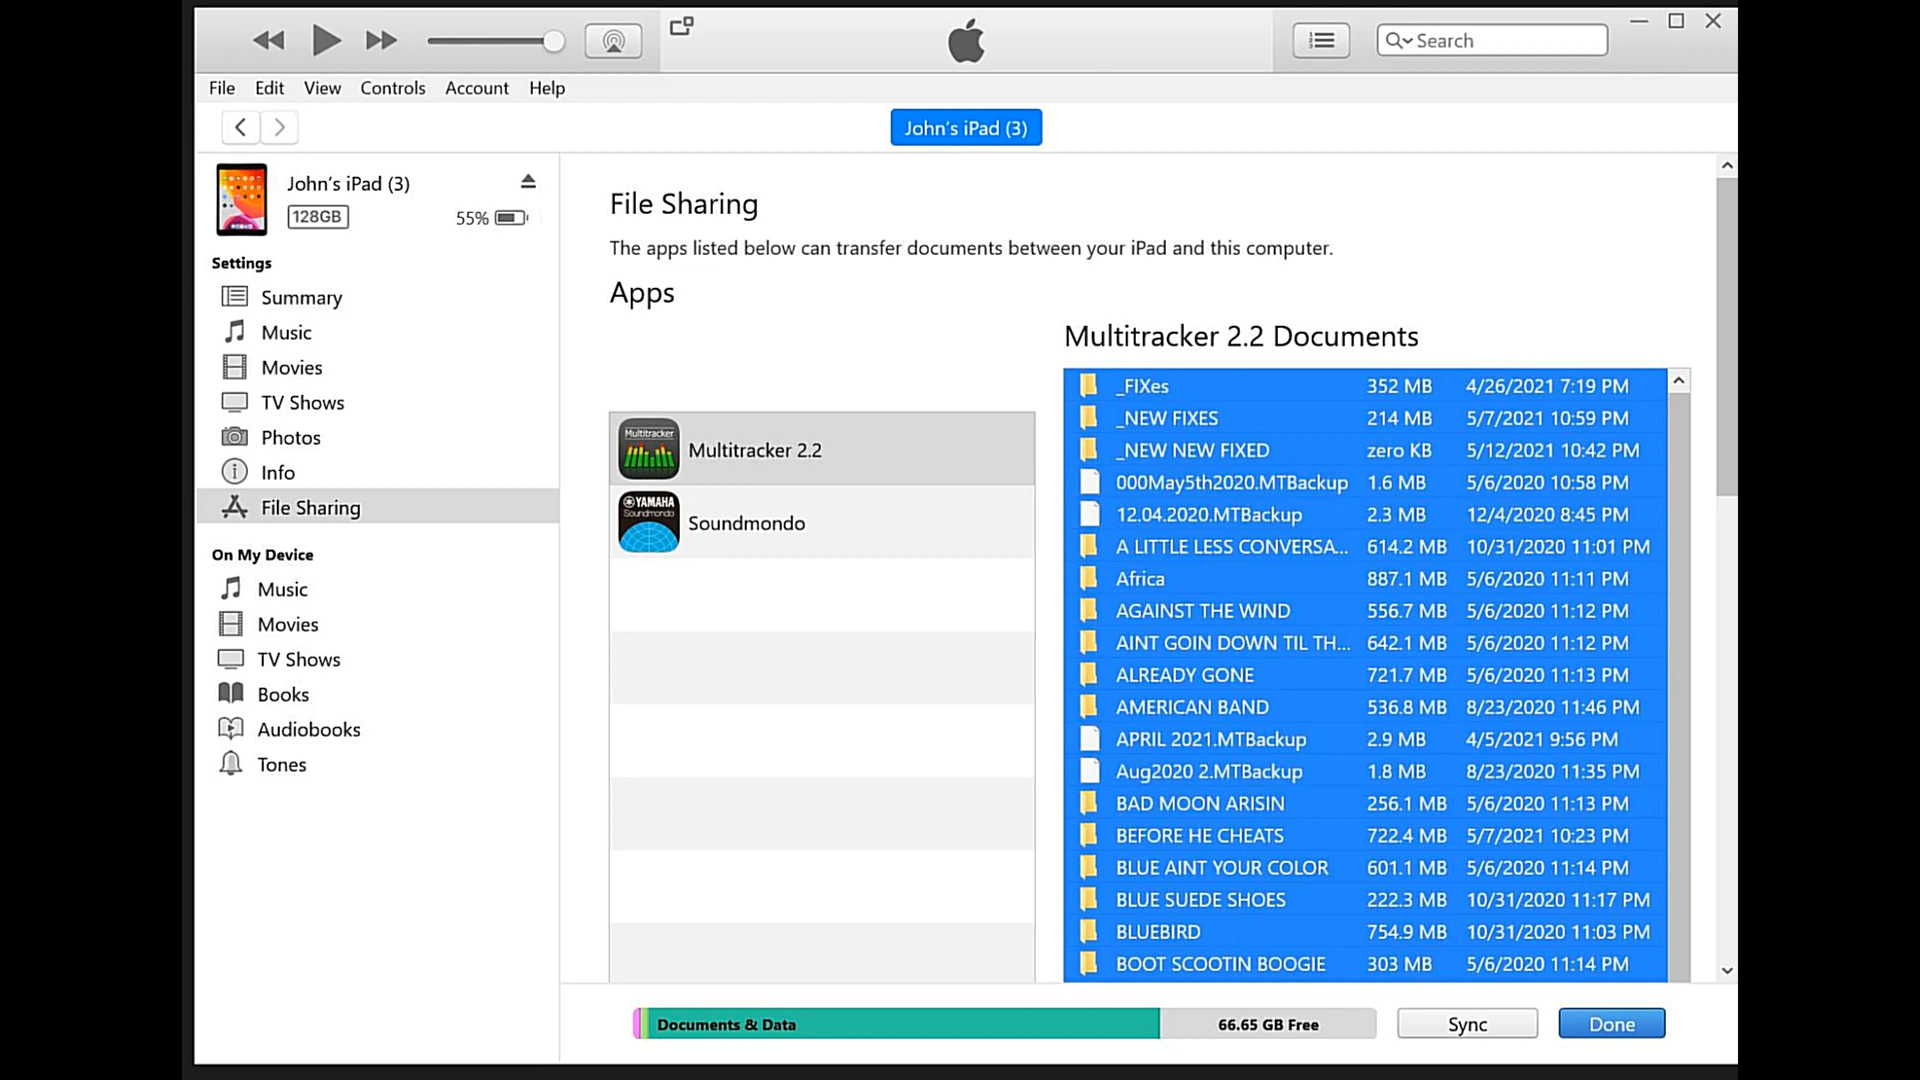 Search
File Edit View Controls Account Help
John's iPad (3)
John's iPad (3)
128GB
55%
Settings
Summary
Music
Movies
TV Shows
Photos
Info
File Sharing
On My Device
Music
Movies
TV Shows
Books
Audiobooks
Tones
File Sharing
The apps listed below can transfer documents between your iPad and this computer.
Apps
Multitracker
Multitracker 2.2
YAMAHA
Soundmondo
Soundmondo
Multitracker 2.2 Documents
_FIXes 352 MB 4/26/2021 7:19 PM
_NEW FIXES 214 MB 5/7/2021 10:59 PM
_NEW NEW FIXED zero KB 5/12/2021 10:42 PM
000May5th2020.MTBackup 1.6 MB 5/6/2020 10:58 PM
12.04.2020.MTBackup 2.3 MB 12/4/2020 8:45 PM
A LITTLE LESS CONVERSA... 614.2 MB 10/31/2020 11:01 PM
Africa 887.1 MB 5/6/2020 11:11 PM
AGAINST THE WIND 556.7 MB 5/6/2020 11:12 PM
AINT GOIN DOWN TIL TH... 642.1 MB 5/6/2020 11:12 PM
ALREADY GONE 721.7 MB 5/6/2020 11:13 PM
AMERICAN BAND 536.8 MB 8/23/2020 11:46 PM
APRIL 2021.MTBackup 2.9 MB 4/5/2021 9:56 PM
Aug2020 2.MTBackup 1.8 MB 8/23/2020 11:35 PM
BAD MOON ARISIN 256.1 MB 5/6/2020 11:13 PM
BEFORE HE CHEATS 722.4 MB 5/7/2021 10:23 PM
BLUE AINT YOUR COLOR 601.1 MB 5/6/2020 11:14 PM
BLUE SUEDE SHOES 222.3 MB 10/31/2020 11:17 PM
BLUEBIRD 754.9 MB 10/31/2020 11:03 PM
BOOT SCOOTIN BOOGIE 303 MB 5/6/2020 11:14 PM
Documents & Data 66.65 GB Free Sync Done